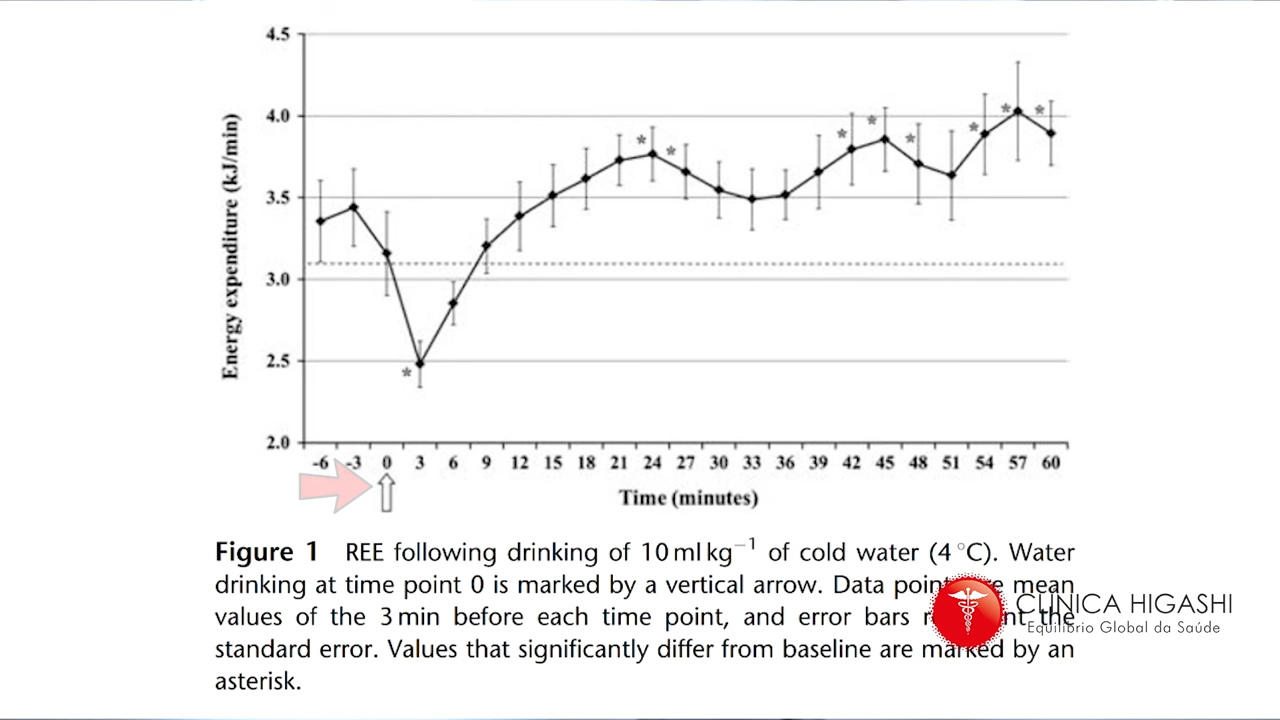 4.5
4.0
3.5
3.0
2.5
2.0
Energy expenditure (kJ/min)
* * * * * * * * * *
-6 -3 0 3 6 9 12 15 18 21 24 27 30 33 36 39 42 45 48 51 54 57 60
Time (minutes)
Figure 1 REE following drinking of 10 ml kg⁻¹ of cold water (4 °C). Water
drinking at time point 0 is marked by a vertical arrow. Data mean
values of the 3 min before each time point, and error bars the
standard error. Values that significantly differ from baseline are marked by an
asterisk.
CLINICA HIGASHI
Equilíbrio Global da Saúde